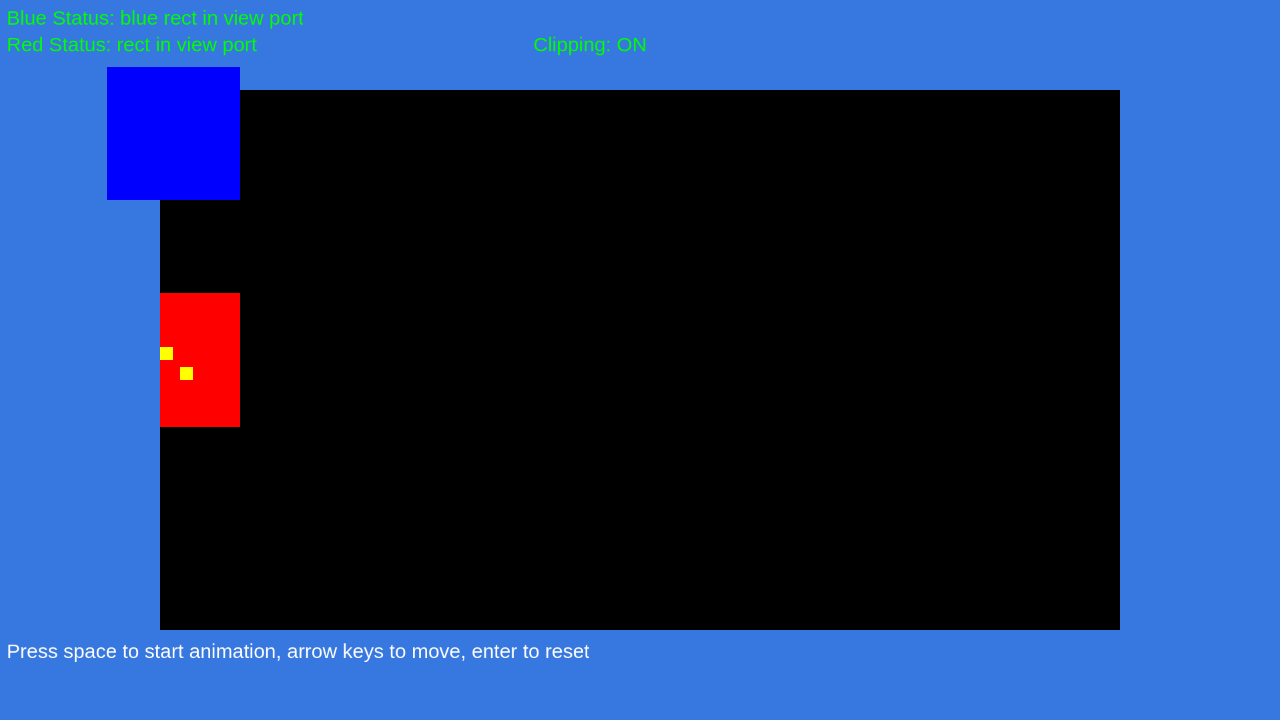 Blue Status: blue rect in view port
Red Status: rect in view port
Clipping: ON
Press space to start animation, arrow keys to move, enter to reset